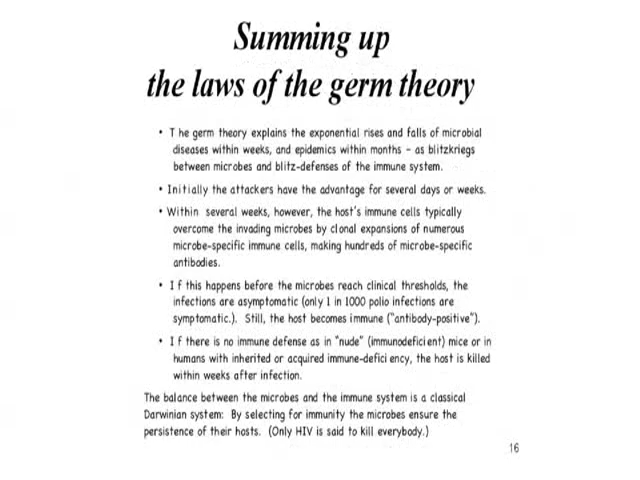 Summing up
the laws of the germ theory
• T he germ theory explains the exponential rises and falls of microbial
diseases within weeks, and epidemics within months - as blitzkriegs
between microbes and blitz-defenses of the immune system.
• Initially the attackers have the advantage for several days or weeks.
• Within several weeks, however, the host's immune cells typically
overcome the invading microbes by clonal expansions of numerous
microbe-specific immune cells, making hundreds of microbe-specific
antibodies.
• I f this happens before the microbes reach clinical thresholds, the
infections are asymptomatic (only 1 in 1000 polio infections are
symptomatic.). Still, the host becomes immune ("antibody-positive").
• I f there is no immune defense as in "nude" (immunodeficient) mice or in
humans with inherited or acquired immune-defici ency, the host is killed
within weeks after infection.
The balance between the microbes and the immune system is a classical
Darwinian system: By selecting for immunity the microbes ensure the
persistence of their hosts. (Only HIV is said to kill everybody.)
16